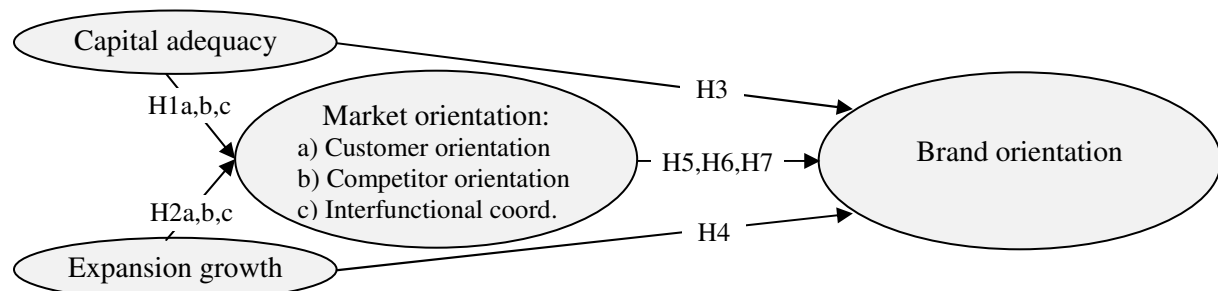 Capital adequacy
H1a,b,c
H3
Market orientation:
a) Customer orientation
b) Competitor orientation
c) Interfunctional coord.
H5,H6,H7
Brand orientation
H2a,b,c
H4
Expansion growth